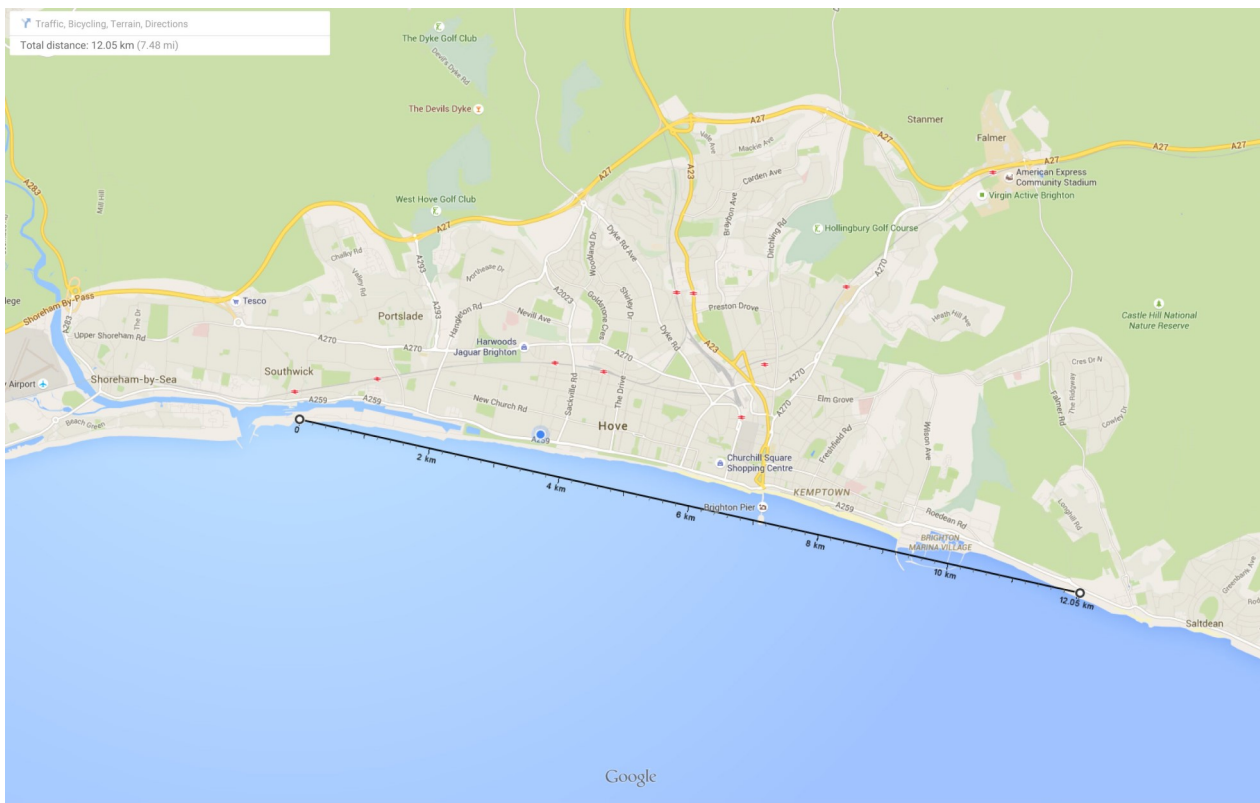 Traffic, Bicycling, Terrain, Directions
Total distance: 12.05 km (7.48 mi)
The Dyke Golf Club
Devil's Dyke Rd
The Devils Dyke
A27
Stanmer
A27
Falmer
A27
A27
Vale Ave
Mackie Ave
American Express
Community Stadium
Virgin Active Brighton
A283
Mill Hill
A27
A23
Carden Ave
West Hove Golf Club
A27
Braybon Ave
Ditchling Rd
Hollingbury Golf Course
Dyke Rd Ave
Woodland Dr
Chalky Rd
Valley Rd
A293
Northease Dr
A270
Tesco
A2023
Goldstone Cres
Shirley Dr
Preston Drove
Castle Hill National
Nature Reserve
Shoreham By-Pass
The Dr
Portslade
A293
Hangleton Rd
Nevill Ave
Heath Hill Ave
A283
Upper Shoreham Rd
A270
A270
Harwoods
Jaguar Brighton
A270
Dyke Rd
A23
Cres Dr N
Airport
Shoreham-by-Sea
Southwick
Sackville Rd
The Drive
A270
The Ridgway
A259
A259
New Church Rd
Elm Grove
Falmer Rd
Cowley Dr
Beach Green
Hove
A270
Freshfield Rd
Wilson Ave
0
A259
2 km
Churchill Square
Shopping Centre
4 km
KEMPTOWN
6 km
Brighton Pier
A259
Roedean Rd
Longhill Rd
8 km
BRIGHTON
MARINA VILLAGE
10 km
Greenbank Ave
12.05 km
Saltdean
Google